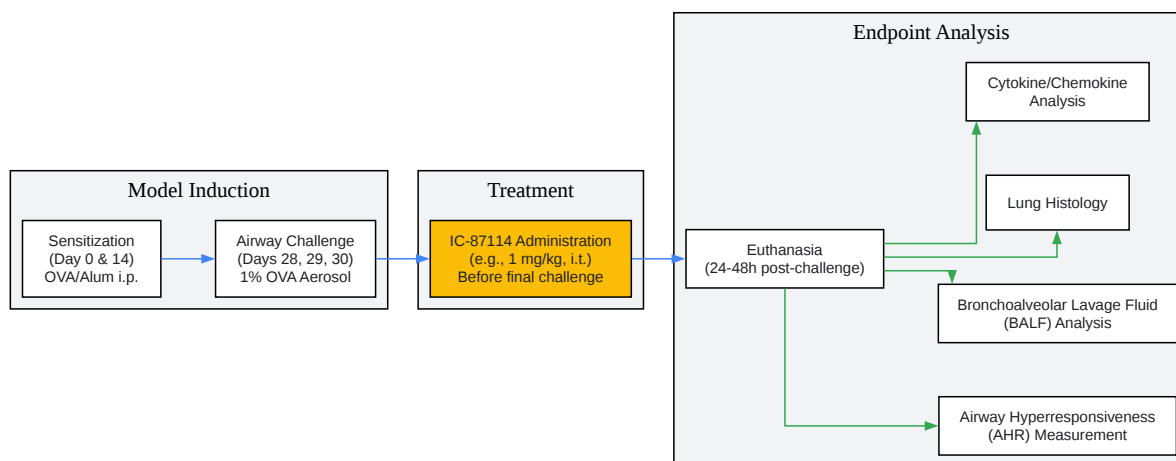 Model Induction
Sensitization
(Day 0 & 14)
OVA/Alum i.p.
Airway Challenge
(Days 28, 29, 30)
1% OVA Aerosol
Treatment
IC-87114 Administration
(e.g., 1 mg/kg, i.t.)
Before final challenge
Endpoint Analysis
Euthanasia
(24-48h post-challenge)
Cytokine/Chemokine
Analysis
Lung Histology
Bronchoalveolar Lavage Fluid
(BALF) Analysis
Airway Hyperresponsiveness
(AHR) Measurement